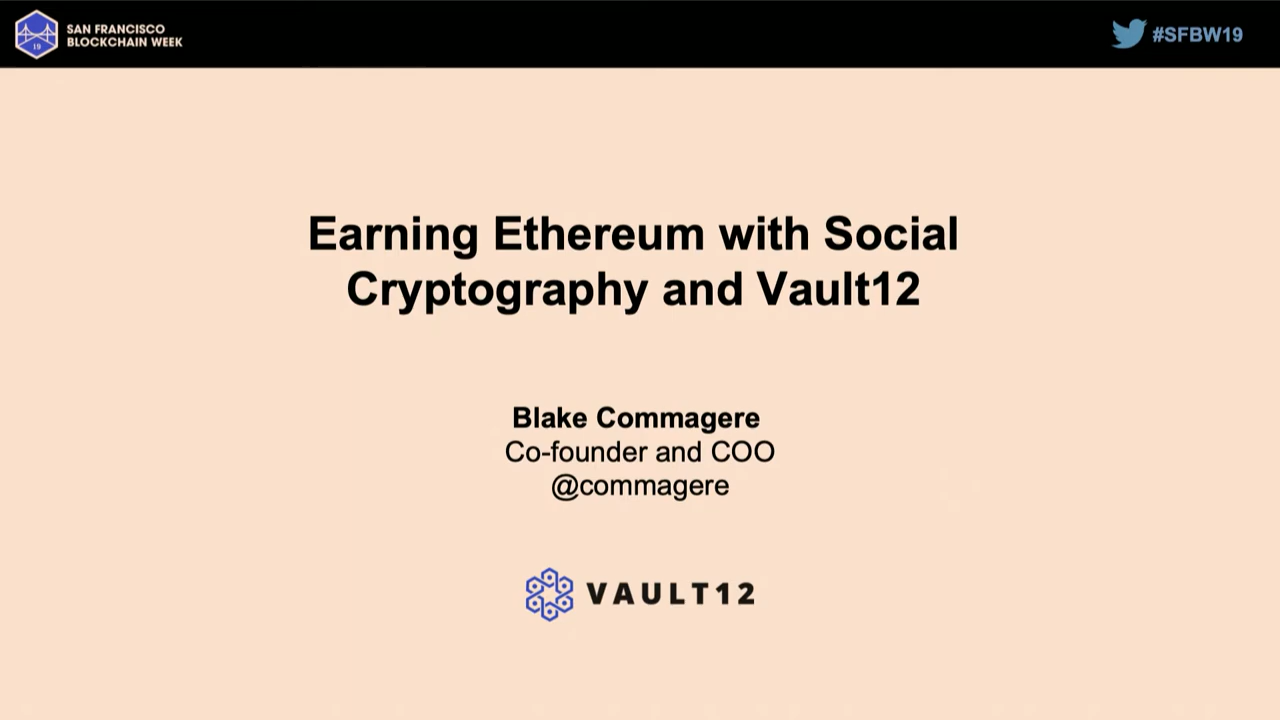 SAN FRANCISCO
BLOCKCHAIN WEEK
19
#SFBW19
Earning Ethereum with Social
Cryptography and Vault12
Blake Commagere
Co-founder and COO
@commagere
VAULT12